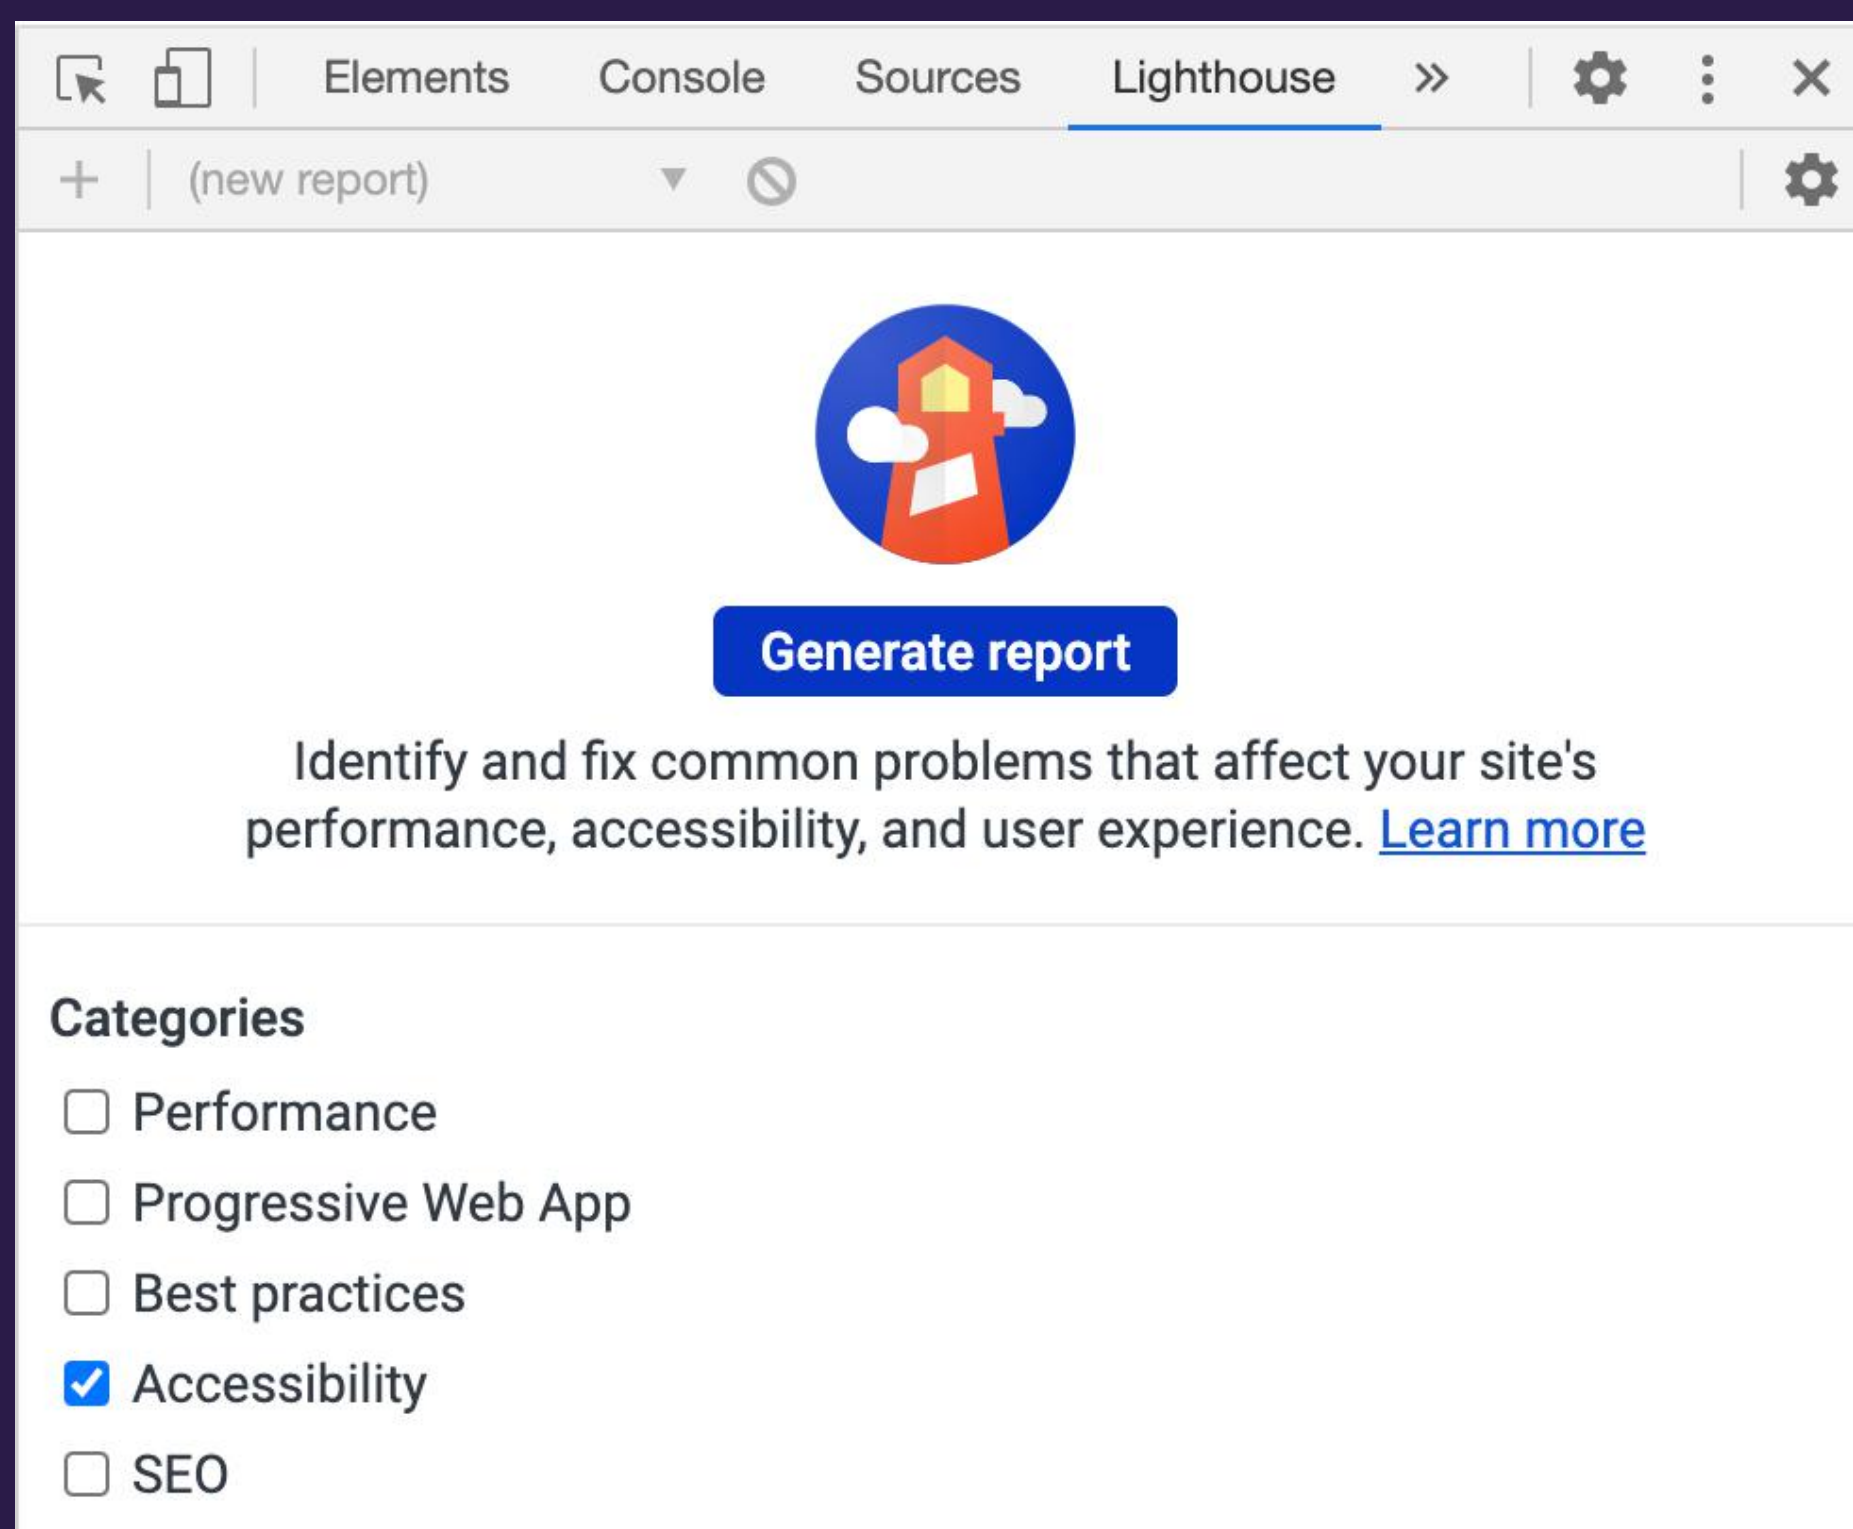 Elements Console Sources Lighthouse »
(new report)
Generate report
Identify and fix common problems that affect your site's
performance, accessibility, and user experience. Learn more
Categories
Performance
Progressive Web App
Best practices
Accessibility
SEO